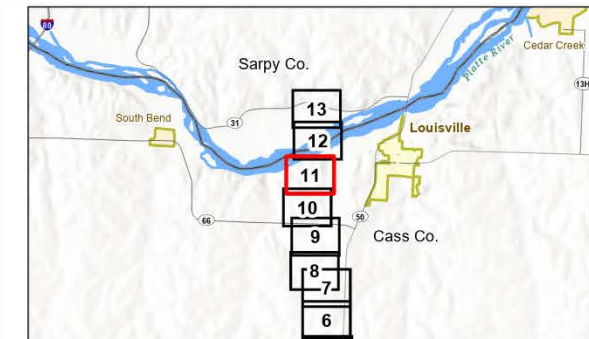 80
Cedar Creek
Platte River
Sarpy Co.
13H
13
South Bend
31
12
Louisville
11
10
50
66
9
Cass Co.
8
7
6